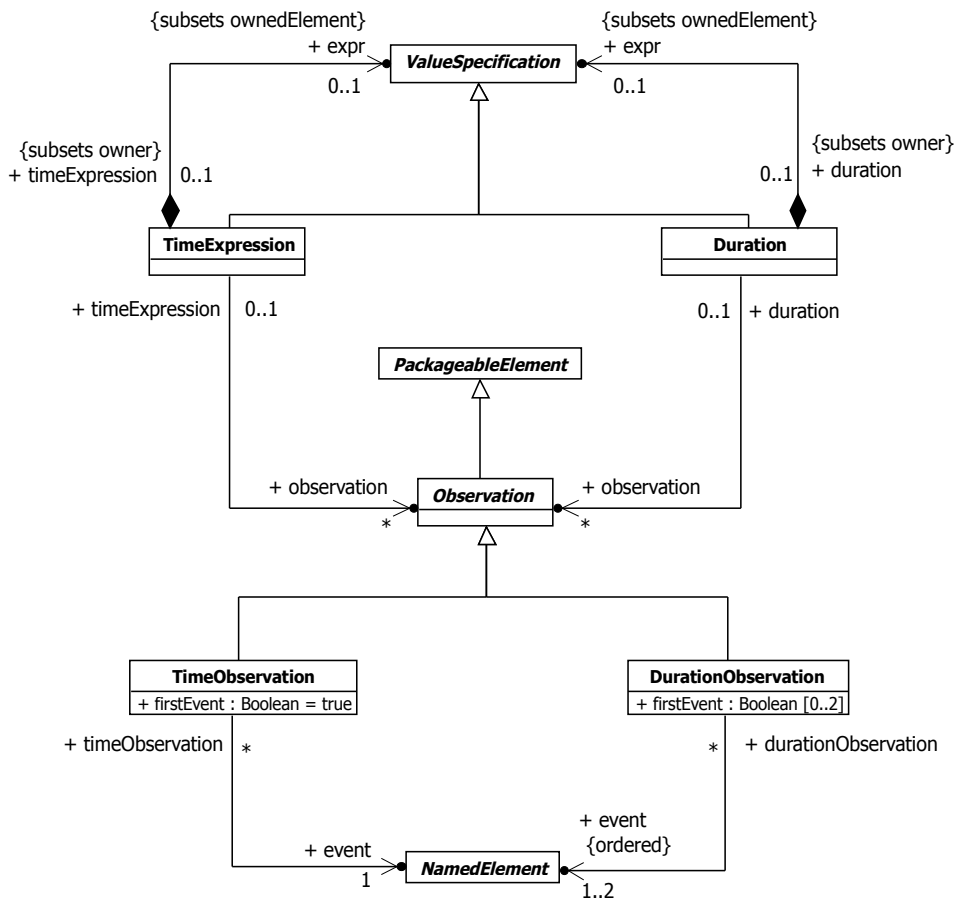 {subsets ownedElement}
+ expr
0..1
ValueSpecification
{subsets ownedElement}
+ expr
0..1
{subsets owner}
+ timeExpression
0..1
{subsets owner}
+ duration
0..1
TimeExpression
Duration
+ timeExpression
0..1
0..1
+ duration
PackageableElement
+ observation
*
Observation
+ observation
*
TimeObservation
+ firstEvent : Boolean = true
DurationObservation
+ firstEvent : Boolean [0..2]
+ timeObservation
*
*
+ durationObservation
+ event
1
NamedElement
+ event
{ordered}
1..2